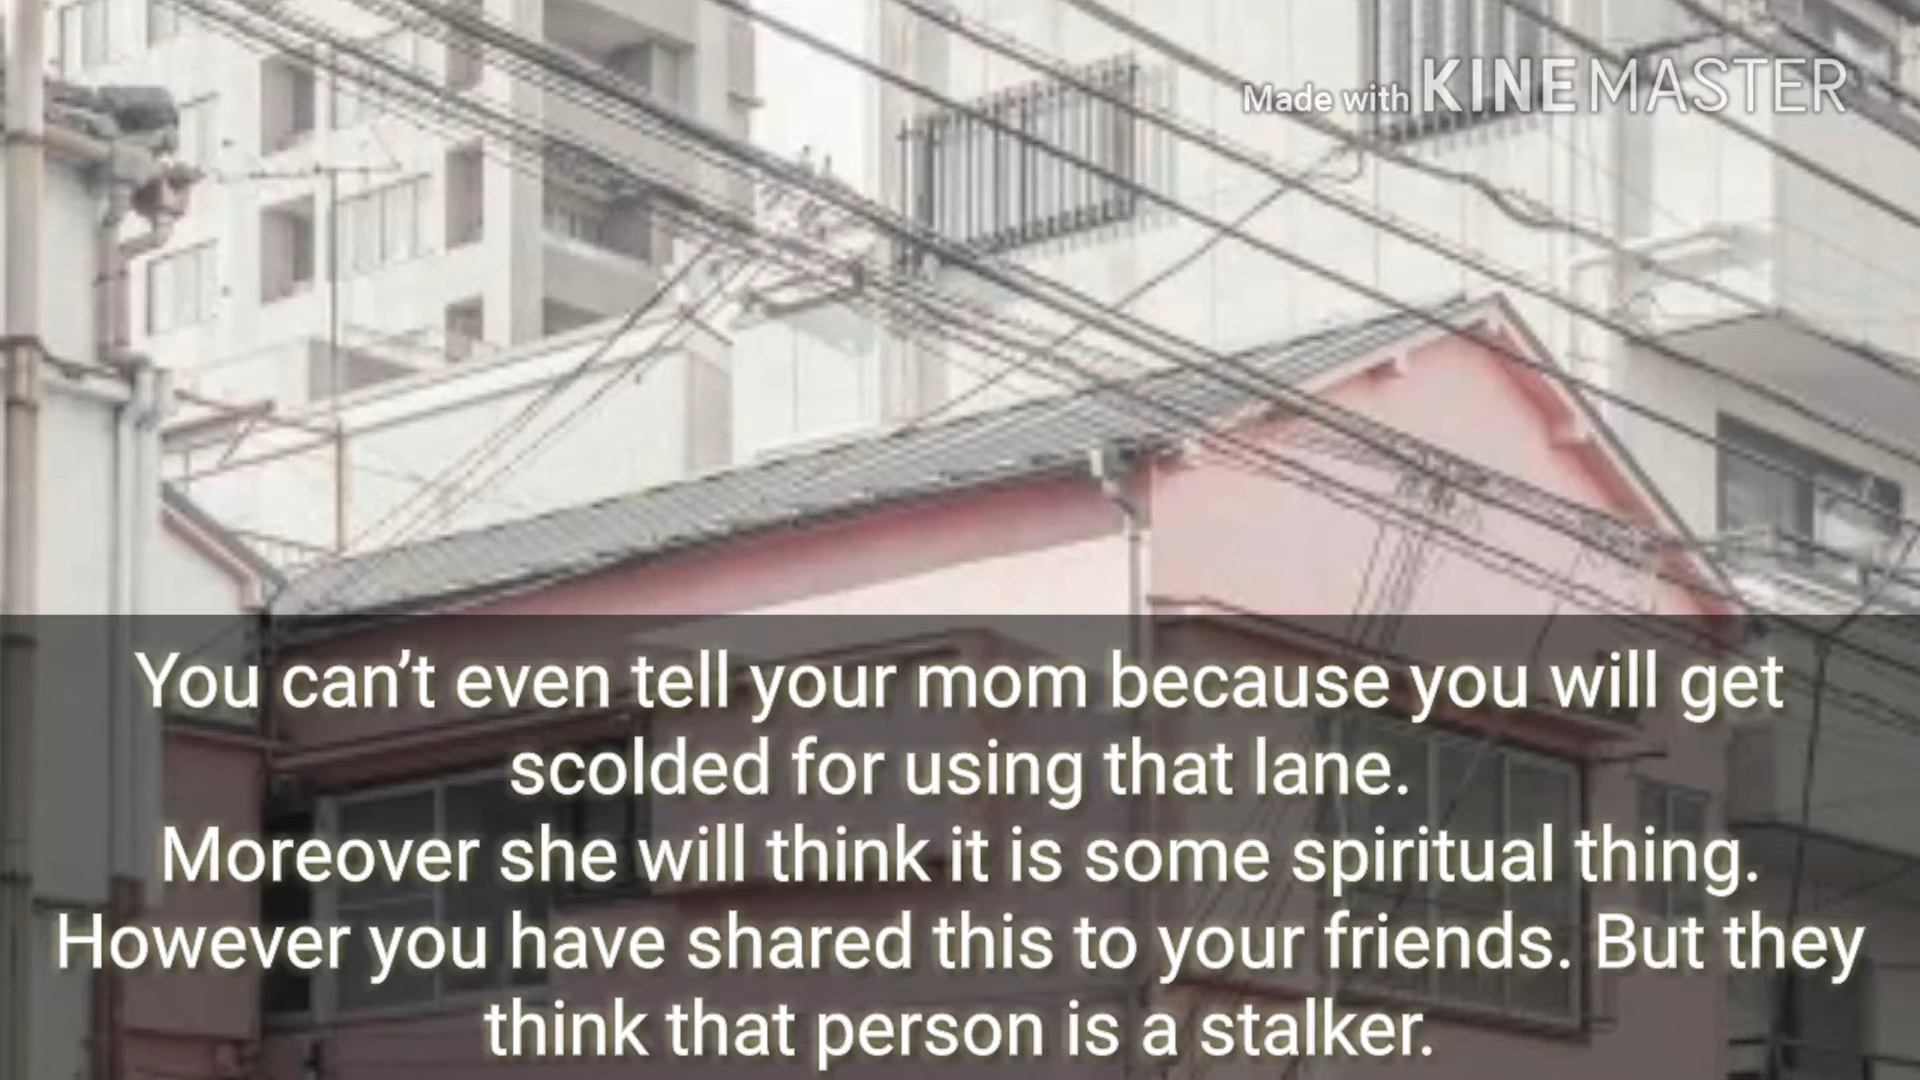 Made with KINEMASTER
You can't even tell your mom because you will get
scolded for using that lane.
Moreover she will think it is some spiritual thing.
However you have shared this to your friends. But they
think that person is a stalker.